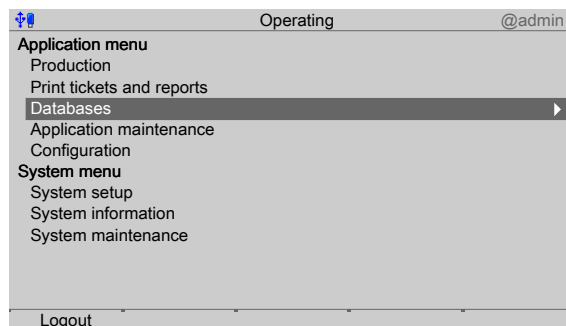 Operating @admin
Application menu
Production
Print tickets and reports
Databases
Application maintenance
Configuration
System menu
System setup
System information
System maintenance
Logout